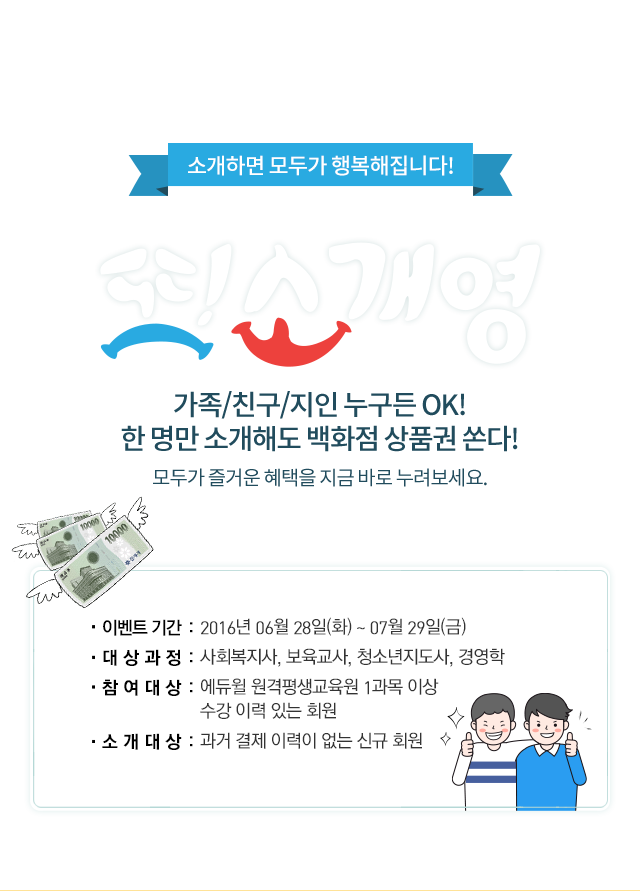 소개하면 모두가 행복해집니다!
또! 소개영
가족/친구/지인 누구든 OK!
한 명만 소개해도 백화점 상품권 쏜다!
모두가 즐거운 혜택을 지금 바로 누려보세요.
10000
10000
10000
· 이벤트 기간 : 2016년 06월 28일(화) ~ 07월 29일(금)
· 대 상 과 정 : 사회복지사, 보육교사, 청소년지도사, 경영학
· 참 여 대 상 : 에듀윌 원격평생교육원 1과목 이상
수강 이력 있는 회원
· 소 개 대 상 : 과거 결제 이력이 없는 신규 회원